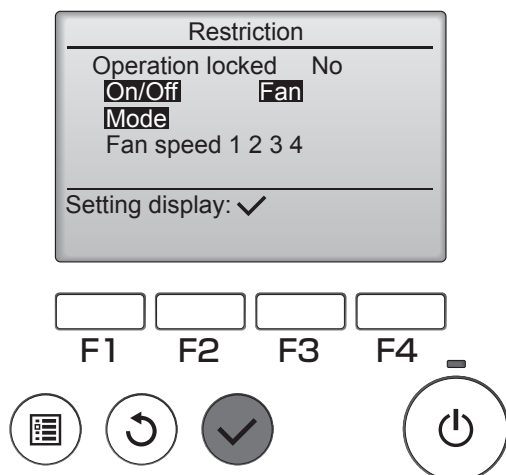 Restriction
Operation locked No
On/Off Fan
Mode
Fan speed 1 2 3 4
Setting display: ✓
F1 F2 F3 F4